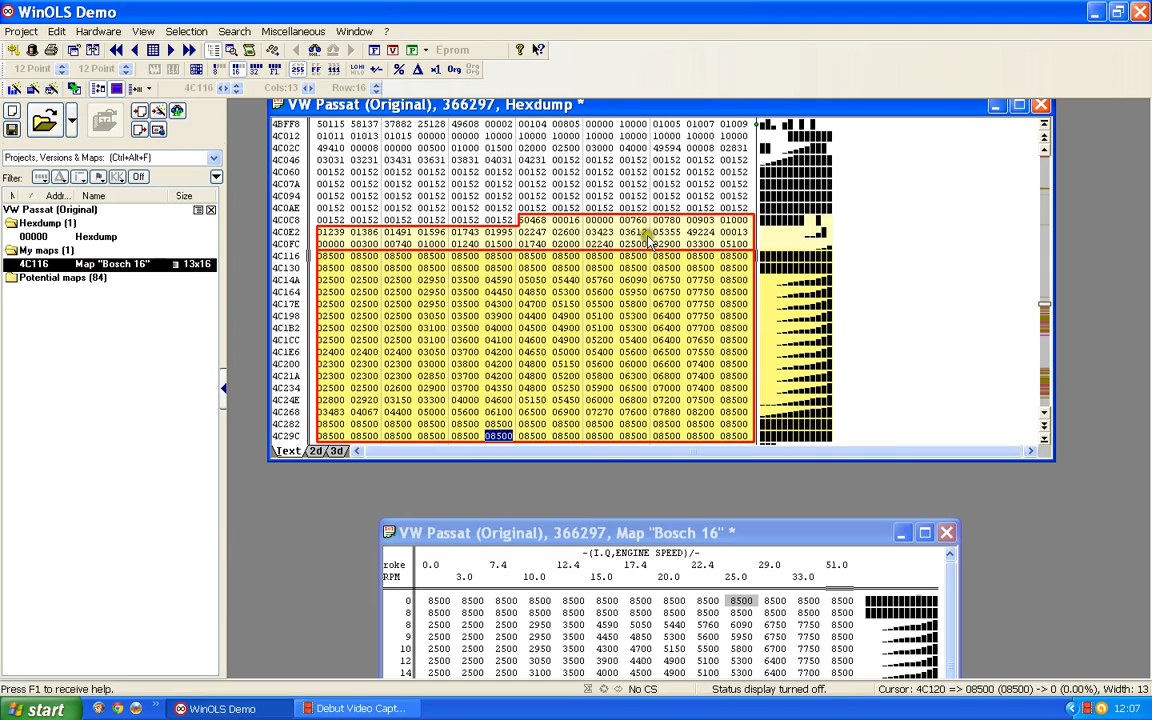 WinOLS Demo
Project Edit Hardware View Selection Search Miscellaneous Window ?
Eprom
12 Point 12 Point
4C116 Cols:13 Row:16
Projects, Versions & Maps: (Ctrl+Alt+F)
Filter: Off
Addr... Name Size
VW Passat (Original)
Hexdump (1)
00000 Hexdump
My maps (1)
4C116 Map "Bosch 16" 13x16
Potential maps (84)
VW Passat (Original), 366297, Hexdump *
4BFF8 50115 58137 37882 25128 49608 00002 00104 00805 00000 10000 01005 01007 01009
4C012 01011 01013 01015 00000 00000 10000 10000 10000 10000 10000 10000 10000 10000
4C02C 49410 00008 00000 00500 01000 01500 02000 02500 03000 04000 49594 00008 02831
4C046 03031 03231 03431 03631 03831 04031 04231 00152 00152 00152 00152 00152
4C060 00152 00152 00152 00152 00152 00152 00152 00152 00152 00152 00152 00152 00152
4C07A 00152 00152 00152 00152 00152 00152 00152 00152 00152 00152 00152 00152 00152
4C094 00152 00152 00152 00152 00152 00152 00152 00152 00152 00152 00152 00152 00152
4C0AE 00152 00152 00152 00152 00152 00152 00152 00152 00152 00152 00152 00152 00152
4C0C8 00152 00152 00152 00152 00152 00152 50468 00016 00000 00760 00780 00903 01000
4C0E2 01239 01386 01491 01596 01743 01995 02247 02600 03423 05355 49224 00013
4C0FC 00000 00300 00740 01000 01240 01500 01740 02000 02240 02500 02900 03300 05100
4C116 08500 08500 08500 08500 08500 08500 08500 08500 08500 08500 08500 08500 08500
4C130 08500 08500 08500 08500 08500 08500 08500 08500 08500 08500 08500 08500 08500
4C14A 02500 02500 02500 02950 03500 04590 05050 05440 05760 06090 06750 07750 08500
4C164 02500 02500 02500 02950 03500 04450 04850 05300 05600 05950 06750 07750 08500
4C17E 02500 02500 02500 02950 03500 04300 04700 05150 05500 05800 06700 07750 08500
4C198 02500 02500 02500 03050 03500 03900 04400 04900 05100 05300 06400 07750 08500
4C1B2 02500 02500 02500 03100 03500 04000 04500 04900 05100 05300 06400 07700 08500
4C1CC 02500 02500 02500 03100 03600 04100 04600 04900 05200 05400 06400 07650 08500
4C1E6 02400 02400 02400 03050 03700 04200 04650 05000 05400 05600 06500 07550 08500
4C200 02300 02300 02300 03000 03800 04200 04800 05200 05600 06000 06600 07400 08500
4C21A 02300 02300 02300 02850 03700 04200 04800 05200 05800 06300 06800 07400 08500
4C234 02500 02500 02600 02900 03700 04350 04800 05250 05900 06500 07000 07400 08500
4C24E 02800 02920 03150 03300 04000 04600 05150 05450 06000 06800 07200 07500 08500
4C268 03483 04067 04400 05000 05600 06100 06500 06900 07270 07600 07880 08200 08500
4C282 08500 08500 08500 08500 08500 08500 08500 08500 08500 08500 08500 08500 08500
4C29C 08500 08500 08500 08500 08500 08500 08500 08500 08500 08500 08500 08500 08500
Text 2d 3d
VW Passat (Original), 366297, Map "Bosch 16" *
-(I.Q,ENGINE SPEED)/-
roke 0.0 7.4 12.4 17.4 22.4 29.0 51.0
RPM 3.0 10.0 15.0 20.0 25.0 33.0
0 8500 8500 8500 8500 8500 8500 8500 8500 8500 8500 8500 8500 8500
8 8500 8500 8500 8500 8500 8500 8500 8500 8500 8500 8500 8500 8500
8 2500 2500 2500 2950 3500 4590 5050 5440 5760 6090 6750 7750 8500
9 2500 2500 2500 2950 3500 4450 4850 5300 5600 5950 6750 7750 8500
10 2500 2500 2500 2950 3500 4300 4700 5150 5500 5800 6700 7750 8500
12 2500 2500 2500 3050 3500 3900 4400 4900 5100 5300 6400 7750 8500
14 2500 2500 2500 3100 3500 4000 4500 4900 5100 5300 6400 7700 8500
Press F1 to receive help. No CS Status display turned off. Cursor: 4C120 => 08500 (08500) -> 0 (0.00%), Width: 13
start WinOLS Demo Debut Video Capt... 12:07